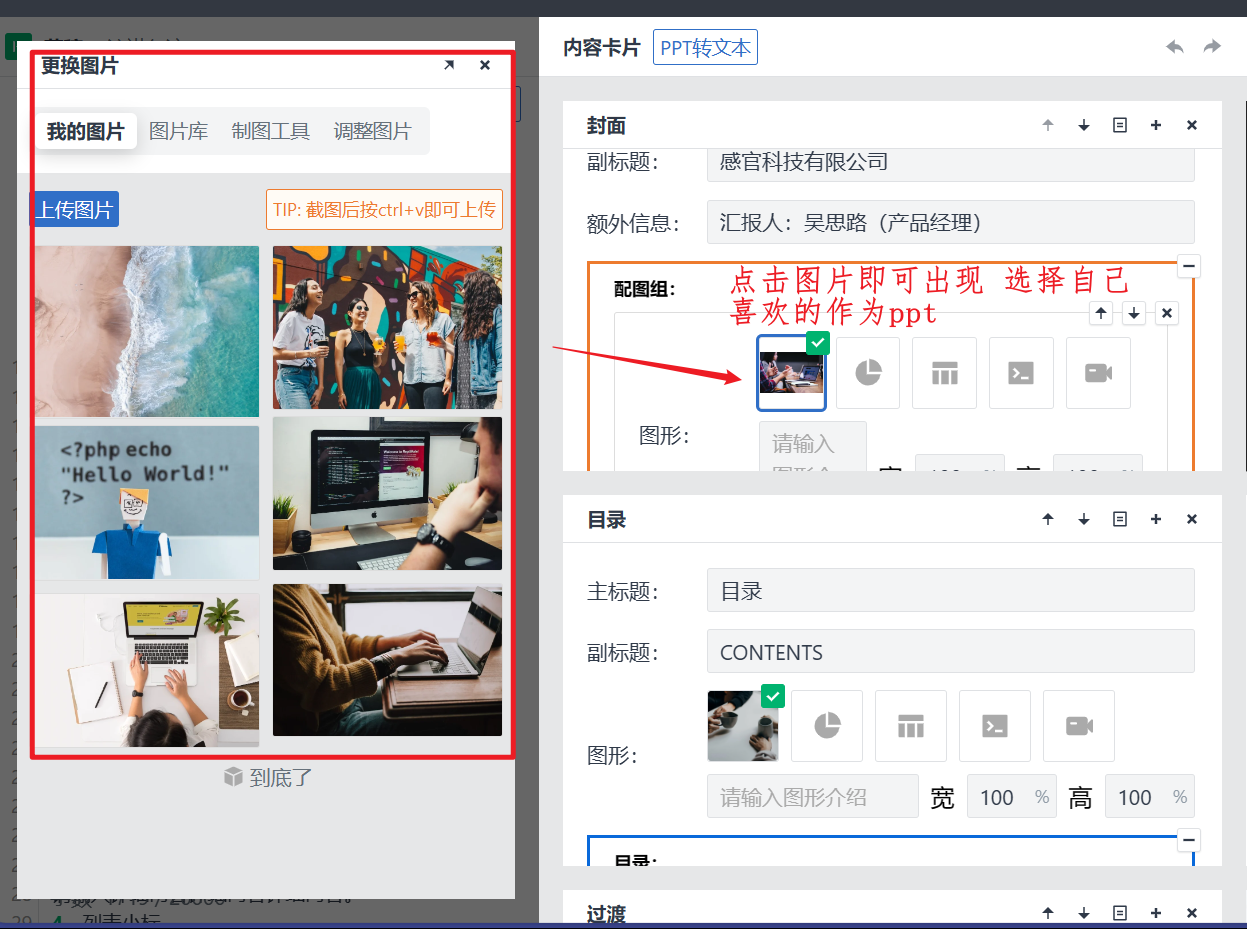 更换图片
我的图片 图片库 制图工具 调整图片
上传图片 TIP: 截图后按ctrl+v即可上传
<?php echo
"Hello World!"
?>
到底了
内容卡片 PPT转文本
封面
副标题： 感官科技有限公司
额外信息： 汇报人：吴思路（产品经理）
配图组：
点击图片即可出现 选择自己
喜欢的作为ppt
图形： 请输入
目录
主标题： 目录
副标题： CONTENTS
图形：
请输入图形介绍 宽 100 % 高 100 %
目录：
过渡